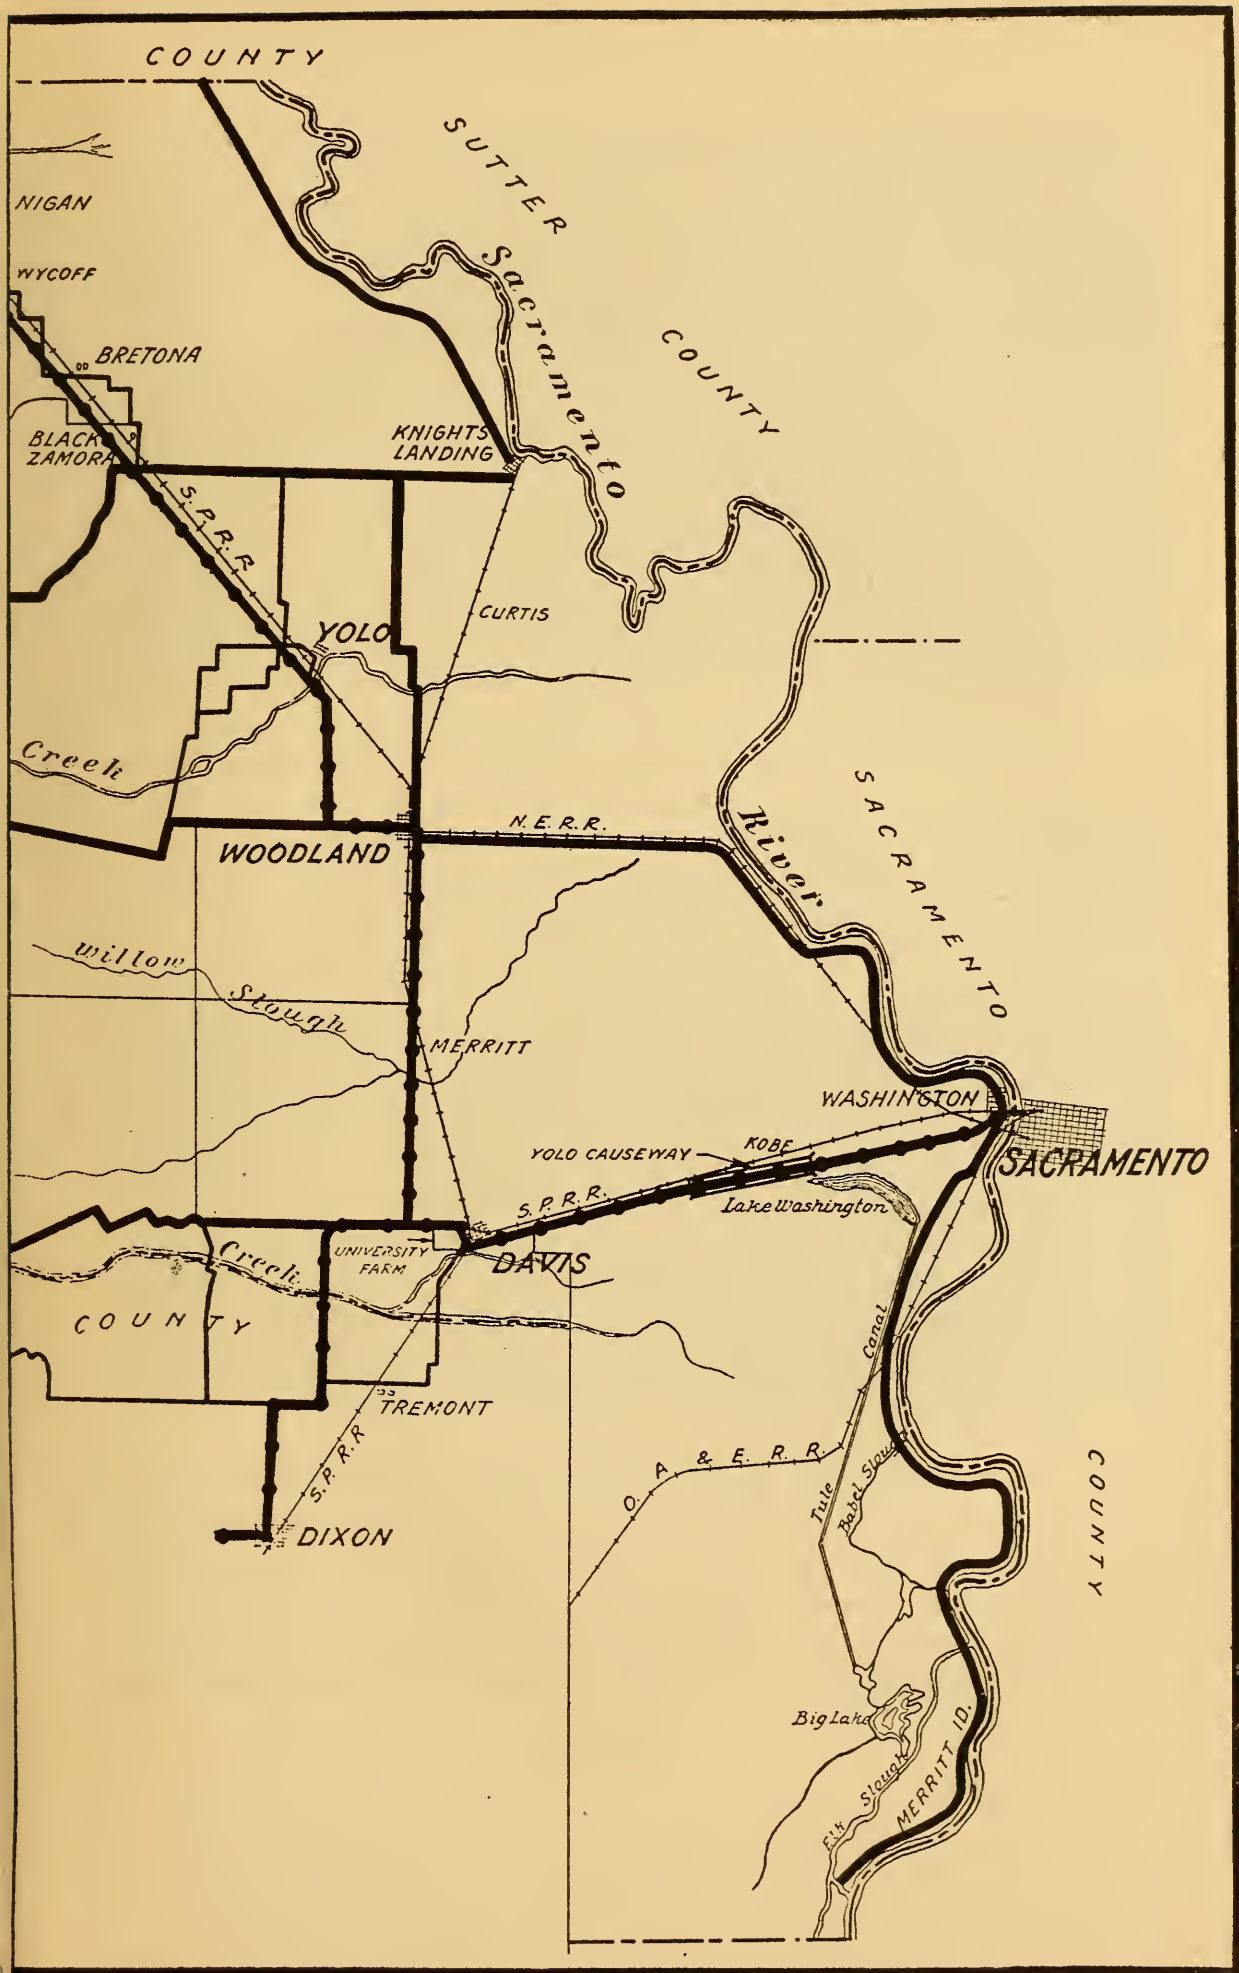 COUNTY
SUTTER
NIGAN
Sacramento
WYCOFF
COUNTY
BRETONA
KNIGHTS
LANDING
BLACKS
ZAMORA
S. P. R. R
CURTIS
YOLO
Creek
SACRAMENTO
N. E. R. R.
River
WOODLAND
Willow
Slough
MERRITT
WASHINGTON
KOBE
YOLO CAUSEWAY
SACRAMENTO
S. P. R. R.
Lake Washington
Creek
UNIVERSITY
FARM
DAVIS
COUNTY
Canal
TREMONT
S. P. R. R
O. A & E. R. R.
Tule
Babel Slough
COUNTY
DIXON
Big Lake
MERRITT ID.
Elk Slough